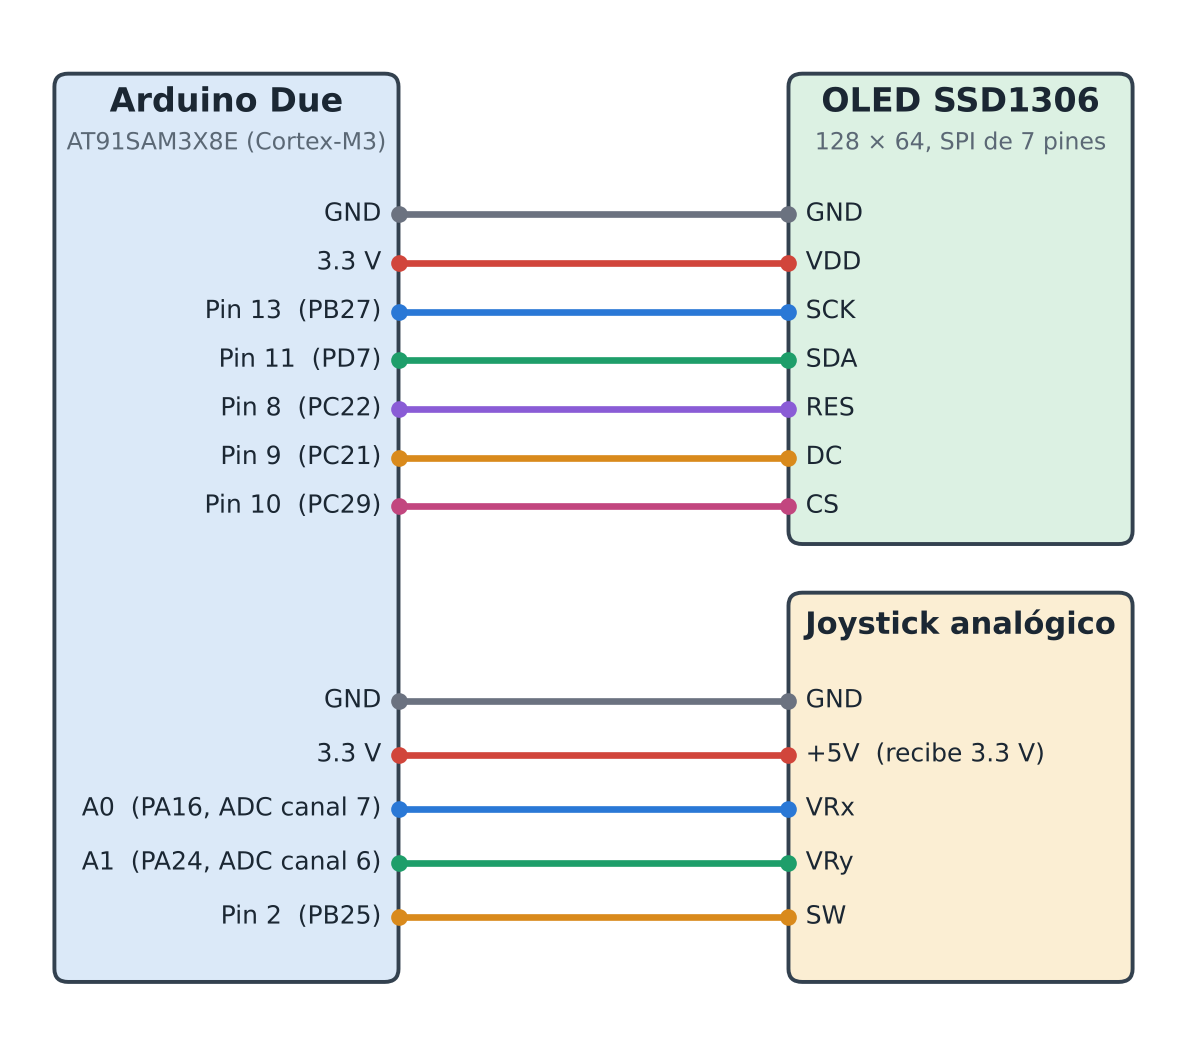 Arduino Due
AT91SAM3X8E (Cortex-M3)
GND
3.3 V
Pin 13 (PB27)
Pin 11 (PD7)
Pin 8 (PC22)
Pin 9 (PC21)
Pin 10 (PC29)
GND
3.3 V
A0 (PA16, ADC canal 7)
A1 (PA24, ADC canal 6)
Pin 2 (PB25)
OLED SSD1306
128 × 64, SPI de 7 pines
GND
VDD
SCK
SDA
RES
DC
CS
Joystick analógico
GND
+5V (recibe 3.3 V)
VRx
VRy
SW